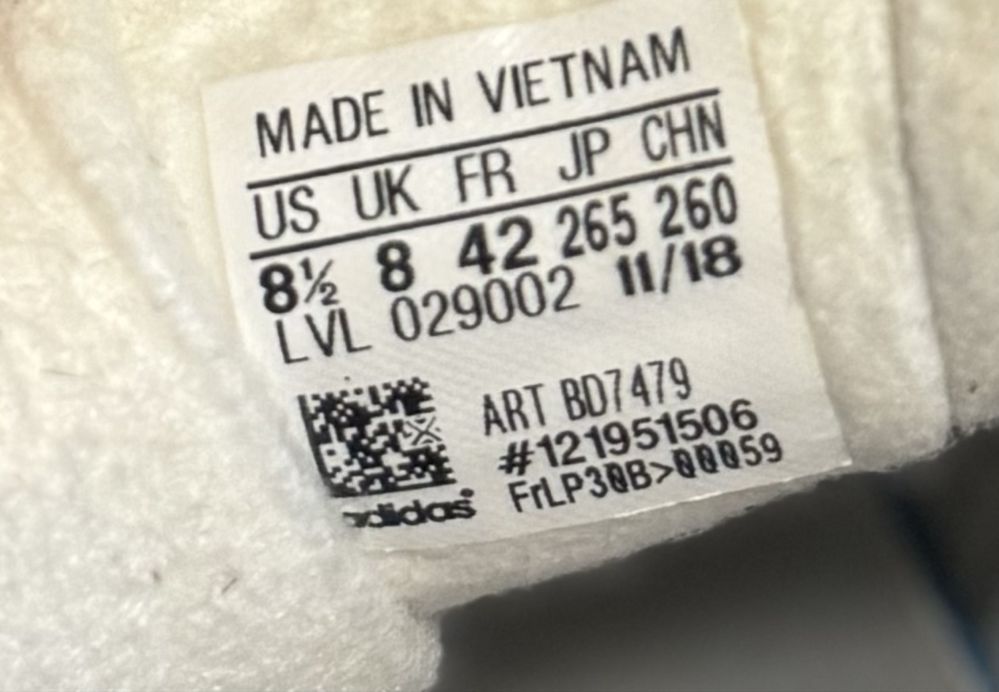 MADE IN VIETNAM
US UK FR JP CHN
8½ 8 42 265 260
LVL 029002 11/18
ART BD7479
#121951506
FrLP30B>00059
adidas